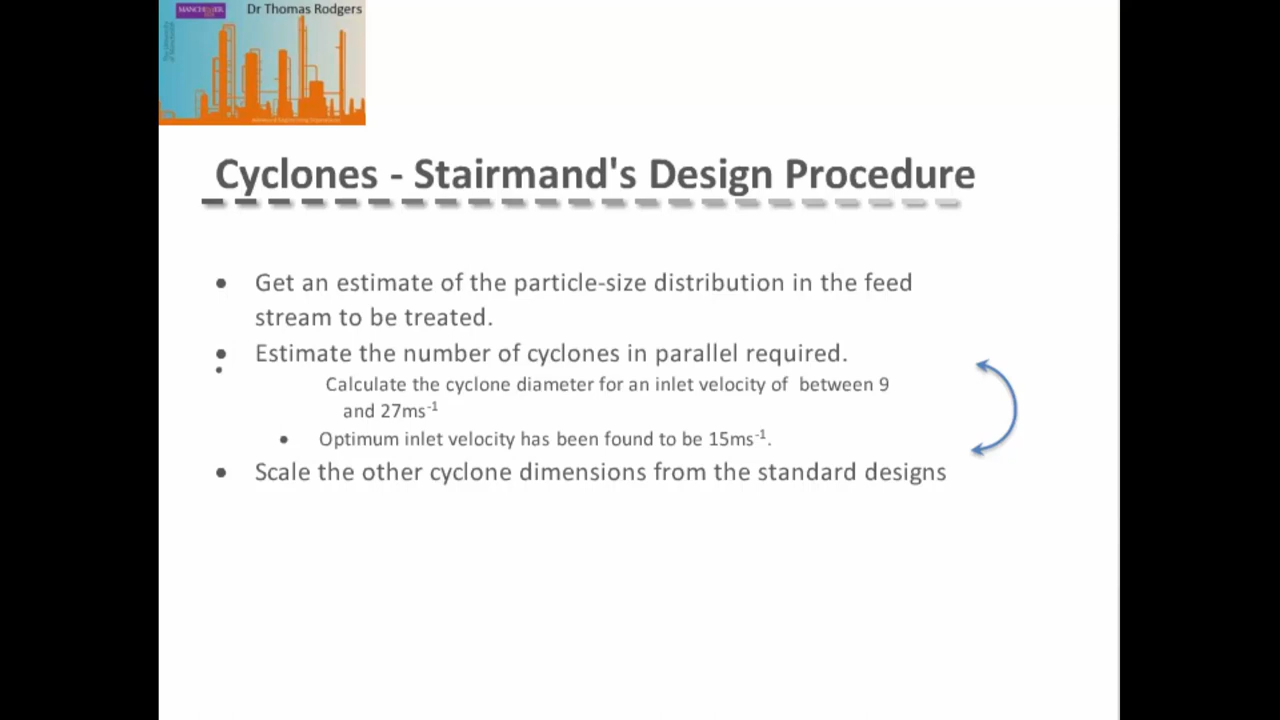 MANCHESTER
Dr Thomas Rodgers
Cyclones - Stairmand's Design Procedure
• Get an estimate of the particle-size distribution in the feed
stream to be treated.
• Estimate the number of cyclones in parallel required.
• Calculate the cyclone diameter for an inlet velocity of between 9
and 27ms⁻¹
• Optimum inlet velocity has been found to be 15ms⁻¹.
• Scale the other cyclone dimensions from the standard designs